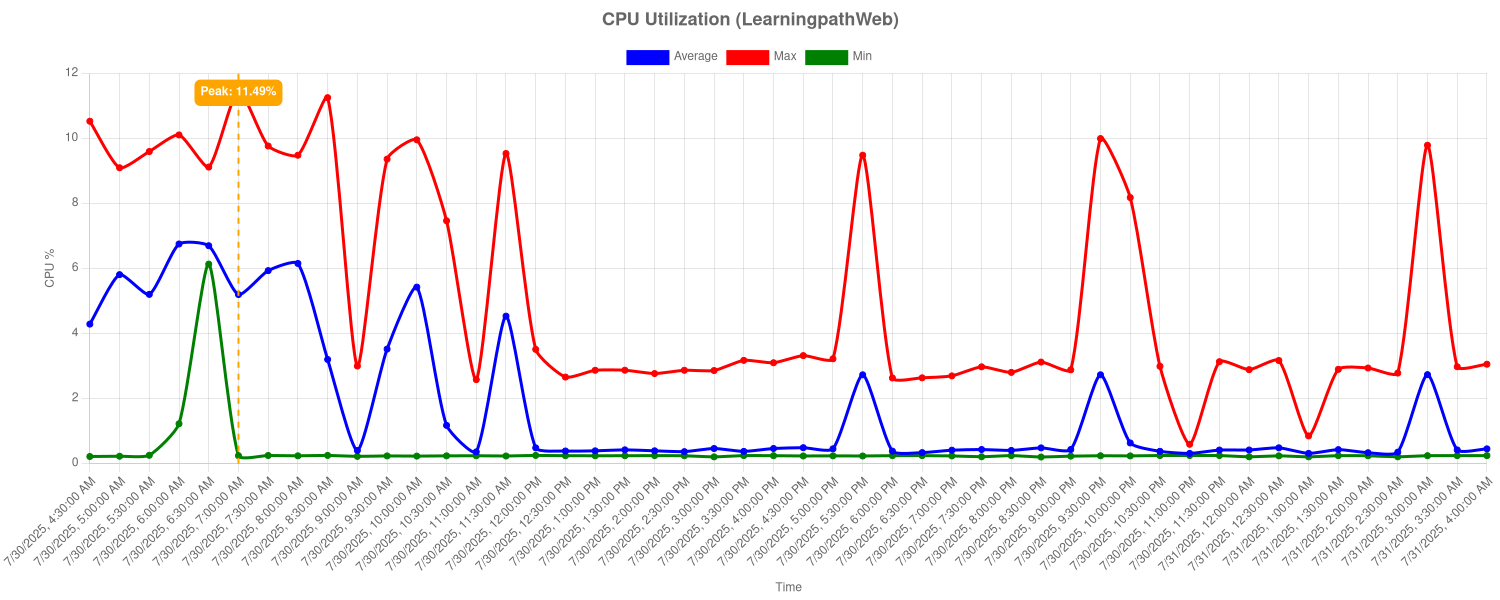 CPU Utilization (LearningpathWeb)
Average Max Min
12
Peak: 11.49%
10
8
6
4
2
0
CPU %
7/30/2025, 4:30:00 AM
7/30/2025, 5:00:00 AM
7/30/2025, 5:30:00 AM
7/30/2025, 6:00:00 AM
7/30/2025, 6:30:00 AM
7/30/2025, 7:00:00 AM
7/30/2025, 7:30:00 AM
7/30/2025, 8:00:00 AM
7/30/2025, 8:30:00 AM
7/30/2025, 9:00:00 AM
7/30/2025, 9:30:00 AM
7/30/2025, 10:00:00 AM
7/30/2025, 10:30:00 AM
7/30/2025, 11:00:00 AM
7/30/2025, 11:30:00 AM
7/30/2025, 12:00:00 PM
7/30/2025, 12:30:00 PM
7/30/2025, 1:00:00 PM
7/30/2025, 1:30:00 PM
7/30/2025, 2:00:00 PM
7/30/2025, 2:30:00 PM
7/30/2025, 3:00:00 PM
7/30/2025, 3:30:00 PM
7/30/2025, 4:00:00 PM
7/30/2025, 4:30:00 PM
7/30/2025, 5:00:00 PM
7/30/2025, 5:30:00 PM
7/30/2025, 6:00:00 PM
7/30/2025, 6:30:00 PM
7/30/2025, 7:00:00 PM
7/30/2025, 7:30:00 PM
7/30/2025, 8:00:00 PM
7/30/2025, 8:30:00 PM
7/30/2025, 9:00:00 PM
7/30/2025, 9:30:00 PM
7/30/2025, 10:00:00 PM
7/30/2025, 10:30:00 PM
7/30/2025, 11:00:00 PM
7/30/2025, 11:30:00 PM
7/31/2025, 12:00:00 AM
7/31/2025, 12:30:00 AM
7/31/2025, 1:00:00 AM
7/31/2025, 1:30:00 AM
7/31/2025, 2:00:00 AM
7/31/2025, 2:30:00 AM
7/31/2025, 3:00:00 AM
7/31/2025, 3:30:00 AM
7/31/2025, 4:00:00 AM
Time